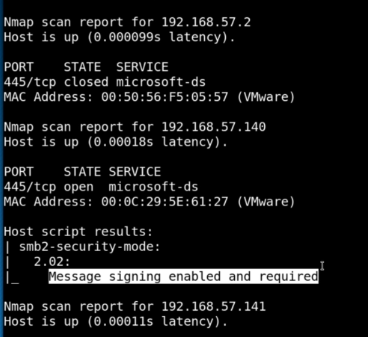 Nmap scan report for 192.168.57.2
Host is up (0.000099s latency).
PORT    STATE  SERVICE
445/tcp closed microsoft-ds
MAC Address: 00:50:56:F5:05:57 (VMware)
Nmap scan report for 192.168.57.140
Host is up (0.00018s latency).
PORT    STATE SERVICE
445/tcp open  microsoft-ds
MAC Address: 00:0C:29:5E:61:27 (VMware)
Host script results:
| smb2-security-mode:
|   2.02:
|_    Message signing enabled and required
Nmap scan report for 192.168.57.141
Host is up (0.00011s latency).